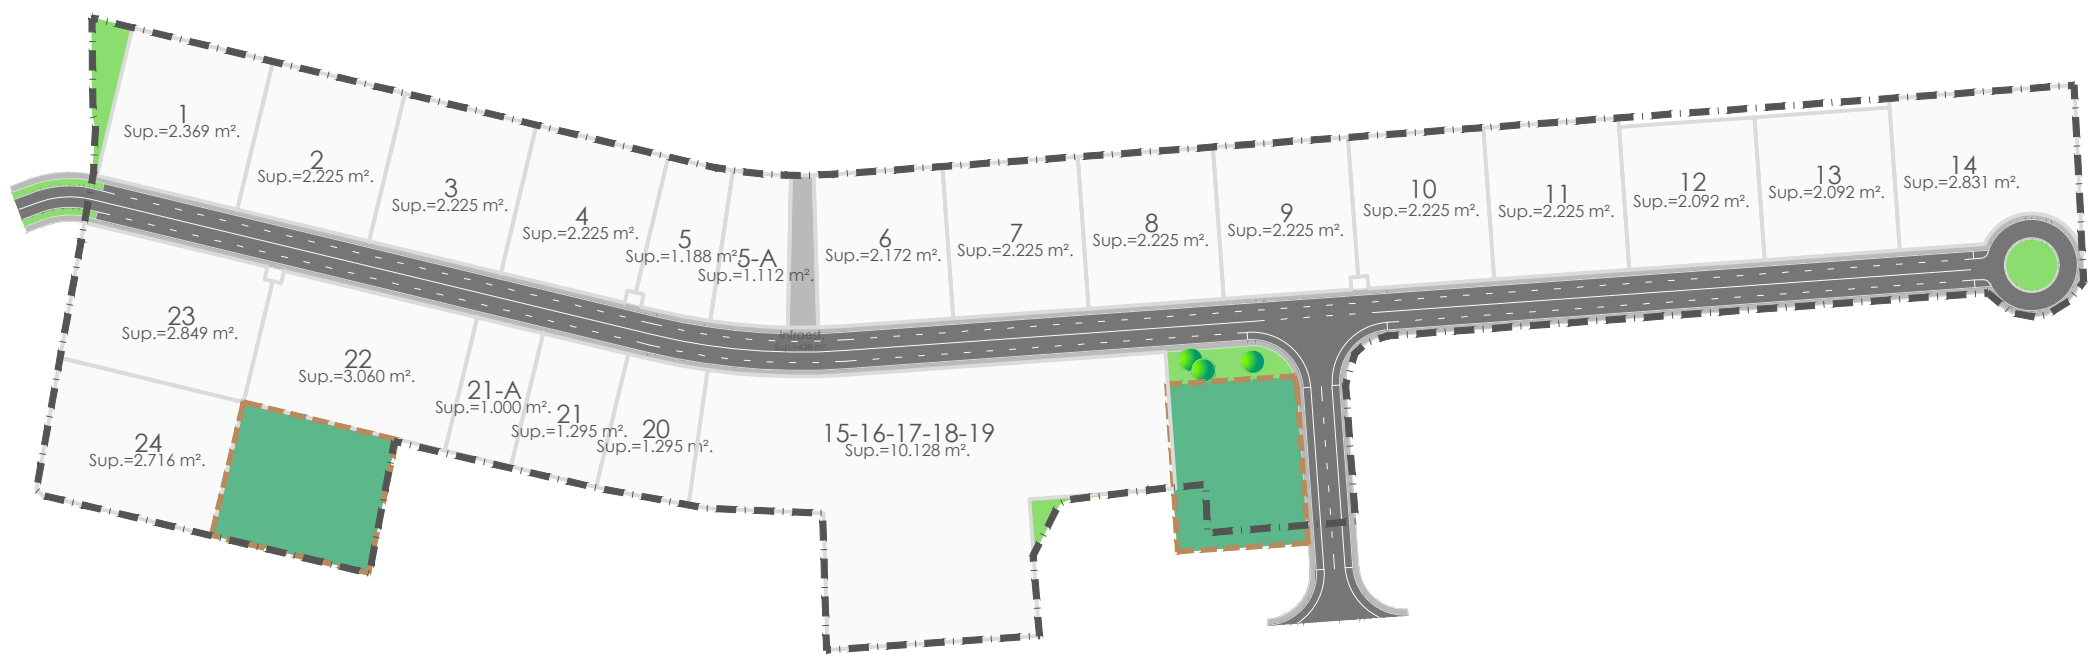 1
Sup.=2.369 m².
2
Sup.=2.225 m².
3
Sup.=2.225 m².
4
Sup.=2.225 m².
5
Sup.=1.188 m².
5-A
Sup.=1.112 m².
6
Sup.=2.172 m².
7
Sup.=2.225 m².
8
Sup.=2.225 m².
9
Sup.=2.225 m².
10
Sup.=2.225 m².
11
Sup.=2.225 m².
12
Sup.=2.092 m².
13
Sup.=2.092 m².
14
Sup.=2.831 m².
Infraest.
Sup.=438 m².
23
Sup.=2.849 m².
22
Sup.=3.060 m².
21-A
Sup.=1.000 m².
21
Sup.=1.295 m².
20
Sup.=1.295 m².
15-16-17-18-19
Sup.=10.128 m².
24
Sup.=2.716 m².